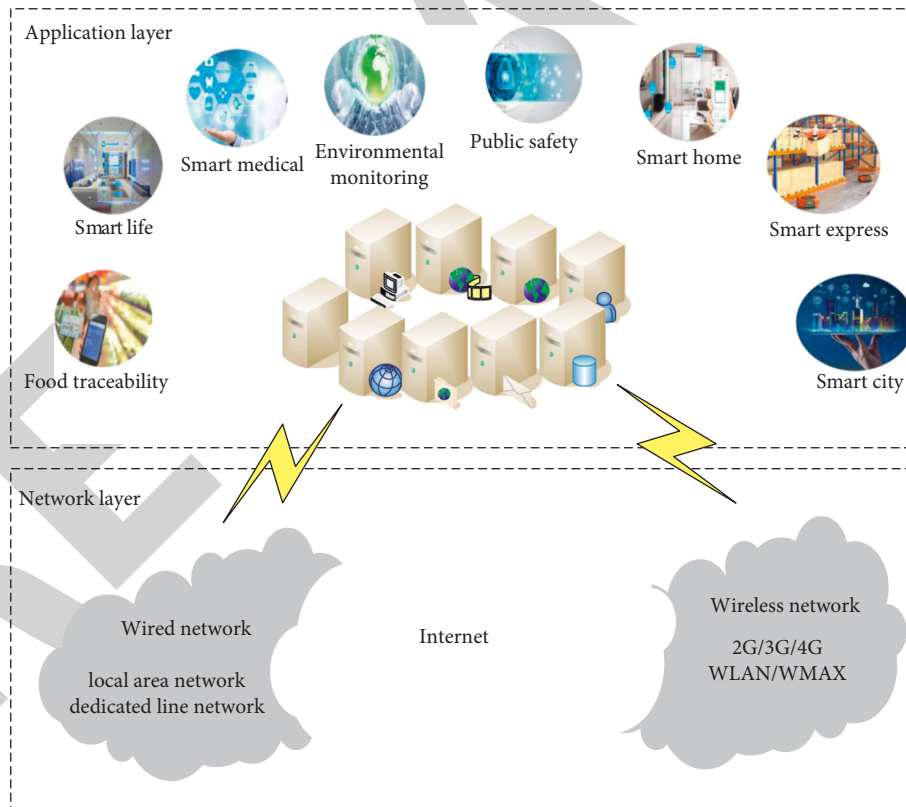 Application layer
Smart medical
Environmental
monitoring
Public safety
Smart home
Smart life
Smart express
Food traceability
Smart city
Network layer
Wired network
local area network
dedicated line network
Internet
Wireless network
2G/3G/4G
WLAN/WMAX